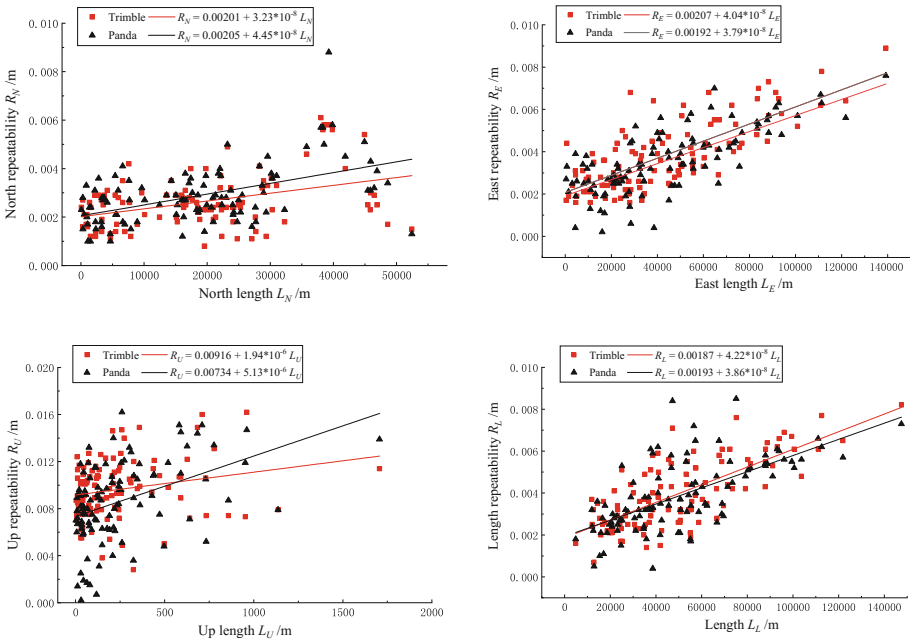 Trimble R_N = 0.00201 + 3.23*10^-8 L_N
Panda R_N = 0.00205 + 4.45*10^-8 L_N
0.010
0.008
0.006
0.004
0.002
0.000
North repeatability R_N /m
0 10000 20000 30000 40000 50000
North length L_N /m
Trimble R_E = 0.00207 + 4.04*10^-8 L_E
Panda R_E = 0.00192 + 3.79*10^-8 L_E
0.010
0.008
0.006
0.004
0.002
0.000
East repeatability R_E /m
0 20000 40000 60000 80000 100000 120000 140000
East length L_E /m
Trimble R_U = 0.00916 + 1.94*10^-6 L_U
Panda R_U = 0.00734 + 5.13*10^-6 L_U
0.020
0.016
0.012
0.008
0.004
0.000
Up repeatability R_U /m
0 500 1000 1500 2000
Up length L_U /m
Trimble R_L = 0.00187 + 4.22*10^-8 L_L
Panda R_L = 0.00193 + 3.86*10^-8 L_L
0.010
0.008
0.006
0.004
0.002
0.000
Length repeatability R_L /m
0 20000 40000 60000 80000 100000 120000 140000
Length L_L /m